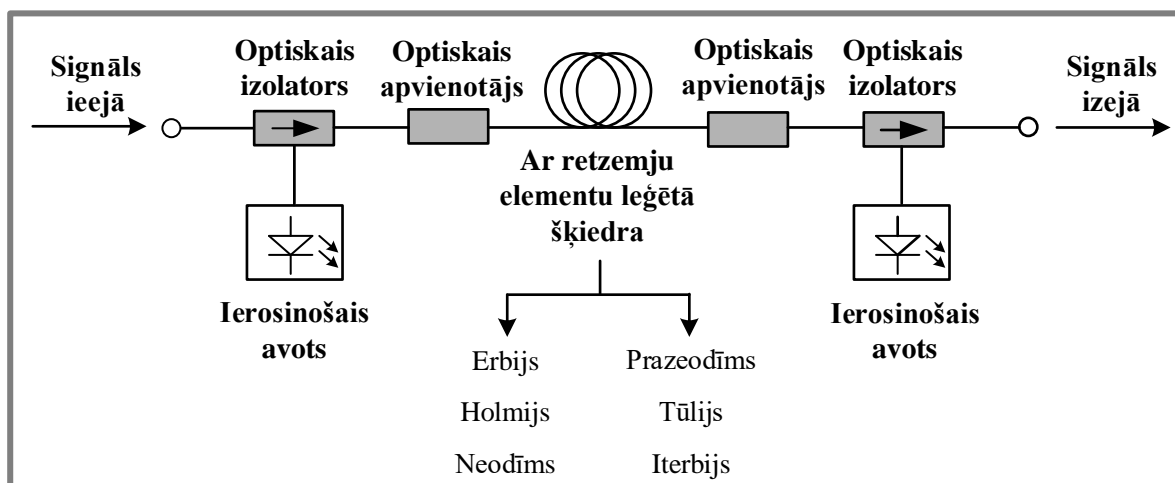 Signāls
ieejā
Optiskais
izolators
Optiskais
apvienotājs
Optiskais
apvienotājs
Optiskais
izolators
Signāls
izejā
Ar retzemju
elementu leģētā
šķiedra
Ierosinošais
avots
Ierosinošais
avots
Erbijs
Prazeodīms
Holmijs
Tūlijs
Neodīms
Iterbijs